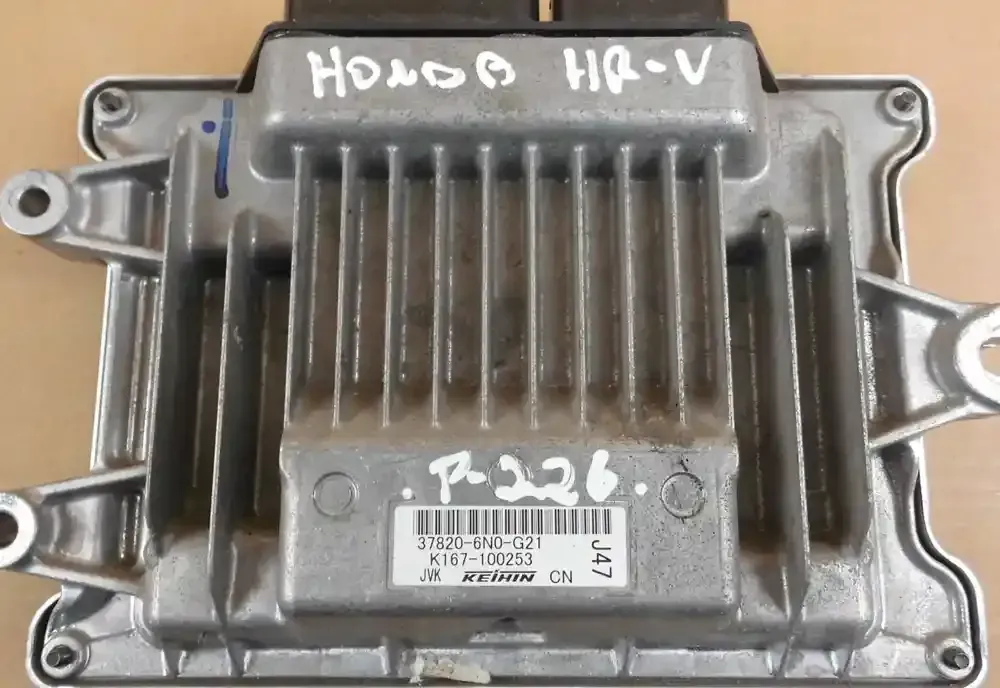 HONDA HR-V
.P-226.
37820-6N0-G21
K167-100253
JVK KEIHIN CN
J47